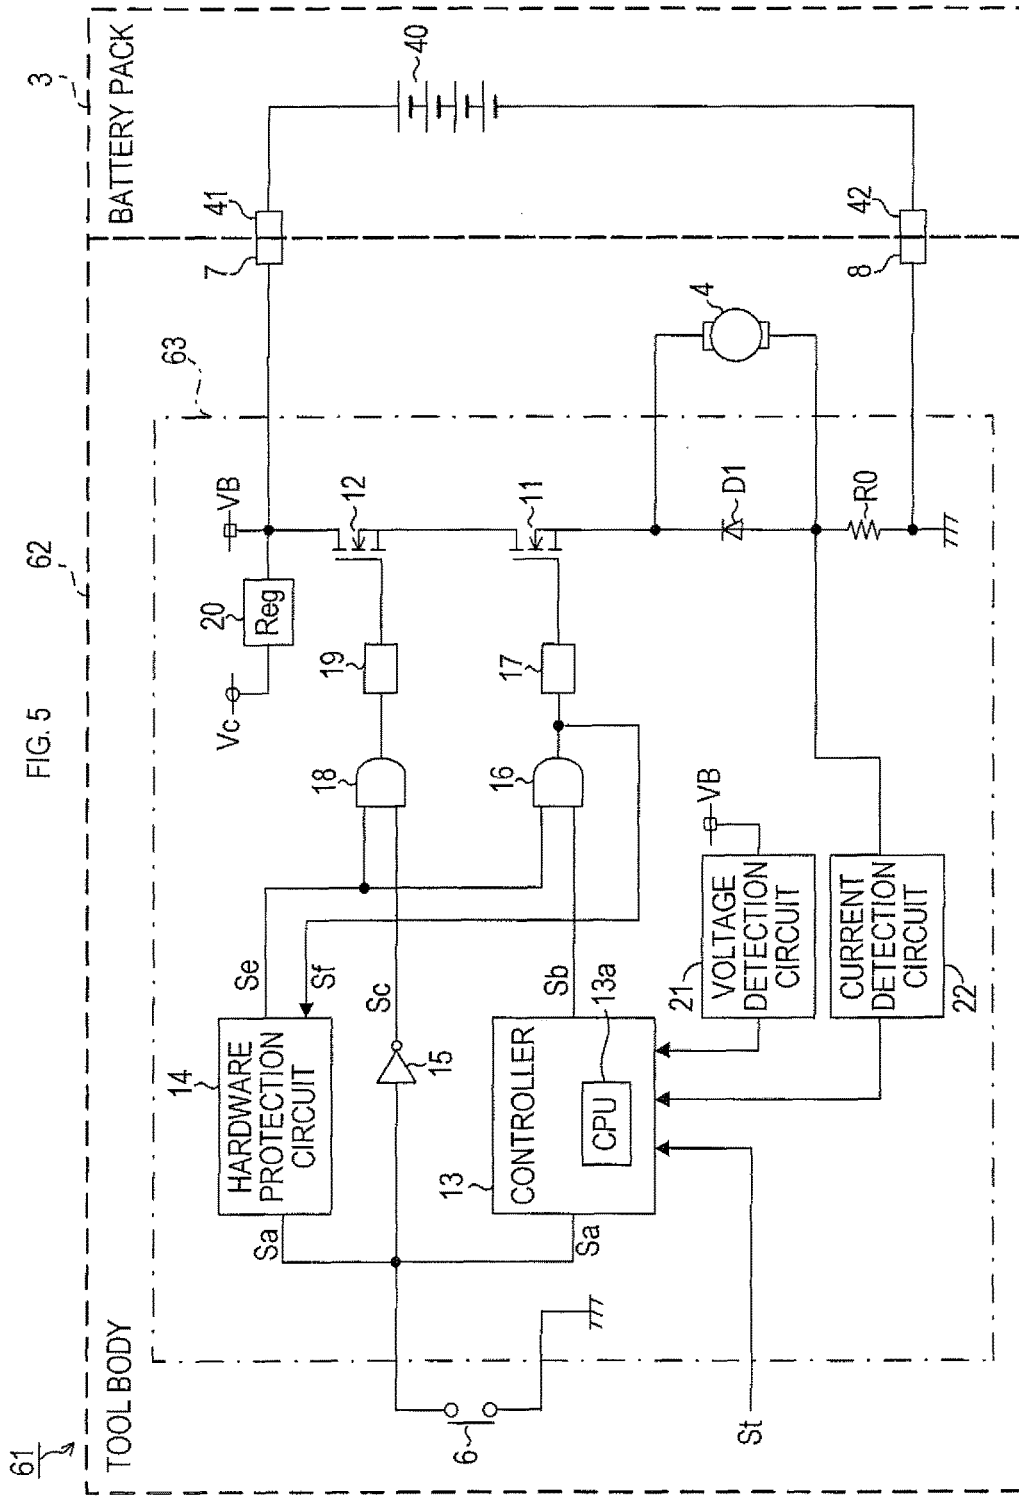 FIG. 5
61
62
3
TOOL BODY
BATTERY PACK
63
VB
Vc
20
Reg
7
41
40
12
19
18
14
HARDWARE
PROTECTION
CIRCUIT
Sa
Se
Sf
Sc
15
11
17
16
13
CONTROLLER
13a
CPU
Sa
Sb
6
4
D1
R0
8
42
VB
21
VOLTAGE
DETECTION
CIRCUIT
CURRENT
DETECTION
CIRCUIT
22
St